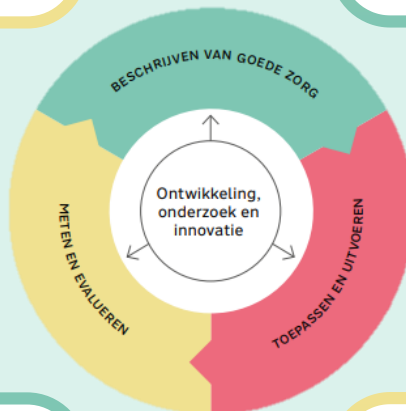 BESCHRIJVEN VAN GOEDE ZORG
Ontwikkeling,
onderzoek en
innovatie
TOEPASSEN EN UITVOEREN
METEN EN EVALUEREN